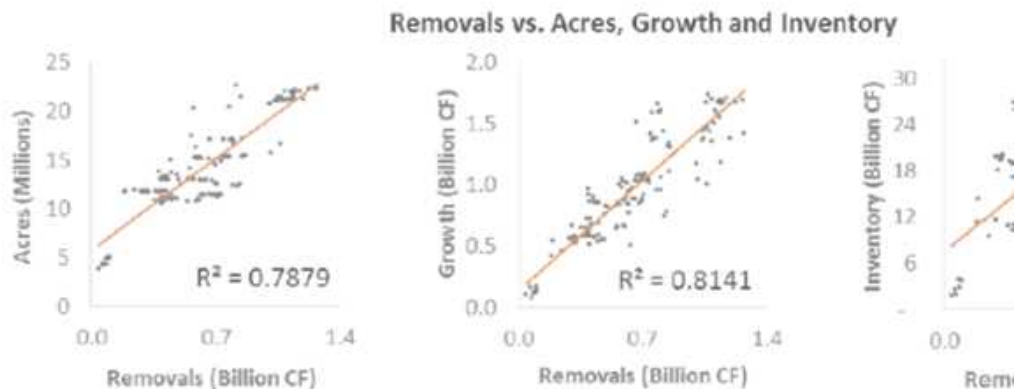 Removals vs. Acres, Growth and Inventory
Acres (Millions)
25
20
15
10
5
0
R² = 0.7879
0.0 0.7 1.4
Removals (Billion CF)
Growth (Billion CF)
2.0
1.5
1.0
0.5
0.0
R² = 0.8141
0.0 0.7 1.4
Removals (Billion CF)
Inventory (Billion CF)
30
24
18
12
6
-
0.0
Remo